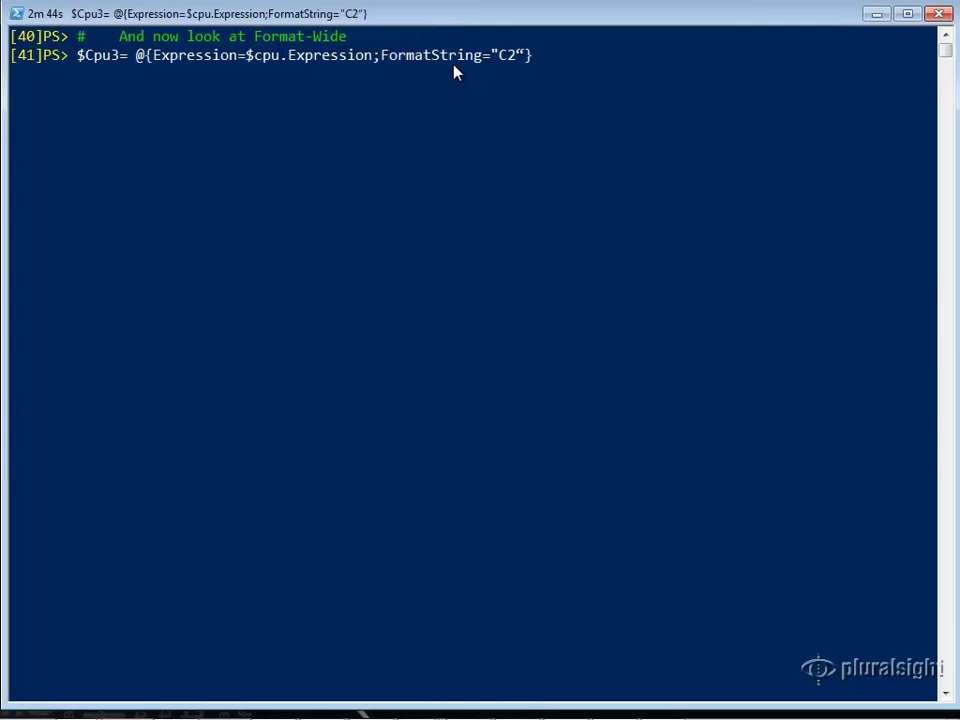 2m 44s $Cpu3= @{Expression=$cpu.Expression;FormatString="C2"}
[40]PS> #    And now look at Format-Wide
[41]PS> $Cpu3= @{Expression=$cpu.Expression;FormatString="C2“}
pluralsight